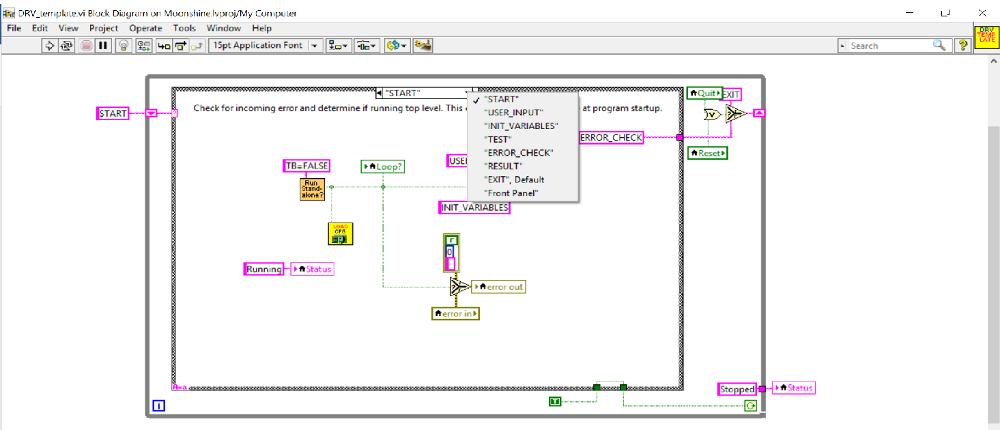 DRV_template.vi Block Diagram on Moonshine.lvproj/My Computer
File Edit View Project Operate Tools Window Help
15pt Application Font
Search
?
DRV
TEMP
LATE
"START"
START
?
Check for incoming error and determine if running top level. This
at program startup.
"START"
"USER_INPUT"
"INIT_VARIABLES"
"TEST"
"ERROR_CHECK"
"RESULT"
"EXIT", Default
"Front Panel"
Quit
EXIT
V
?
ERROR_CHECK
Reset
TB=FALSE
Loop?
USE
Run
Stand-
alone?
INIT_VARIABLES
LOAD
CFG
F
0
Running
Status
?
error out
error in
A=a
Stopped
Status
T
i